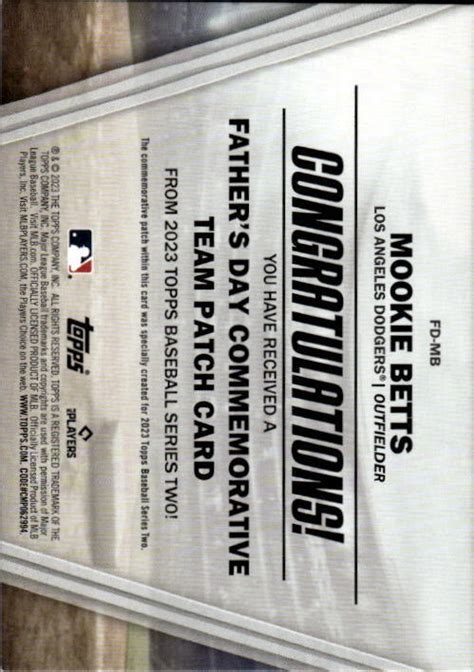 FD-MB
MOOKIE BETTS
LOS ANGELES DODGERS® | OUTFIELDER
CONGRATULATIONS!
YOU HAVE RECEIVED A
FATHER'S DAY COMMEMORATIVE
TEAM PATCH CARD
FROM 2023 TOPPS BASEBALL SERIES TWO!
The commemorative patch within this card was specially created for 2023 Topps Baseball Series Two.
topps
PLAYERS
® & © 2023 THE TOPPS COMPANY, INC. ALL RIGHTS RESERVED. TOPPS IS A REGISTERED TRADEMARK OF THE
TOPPS COMPANY, INC. Major League Baseball trademarks and copyrights are used with permission of Major
League Baseball. Visit MLB.com. OFFICIALLY LICENSED PRODUCT OF MLB. Officially Licensed Product of MLB
Players, Inc. Visit MLBPLAYERS.COM, the Players Choice on the web. WWW.TOPPS.COM. CODE#CMP062994.